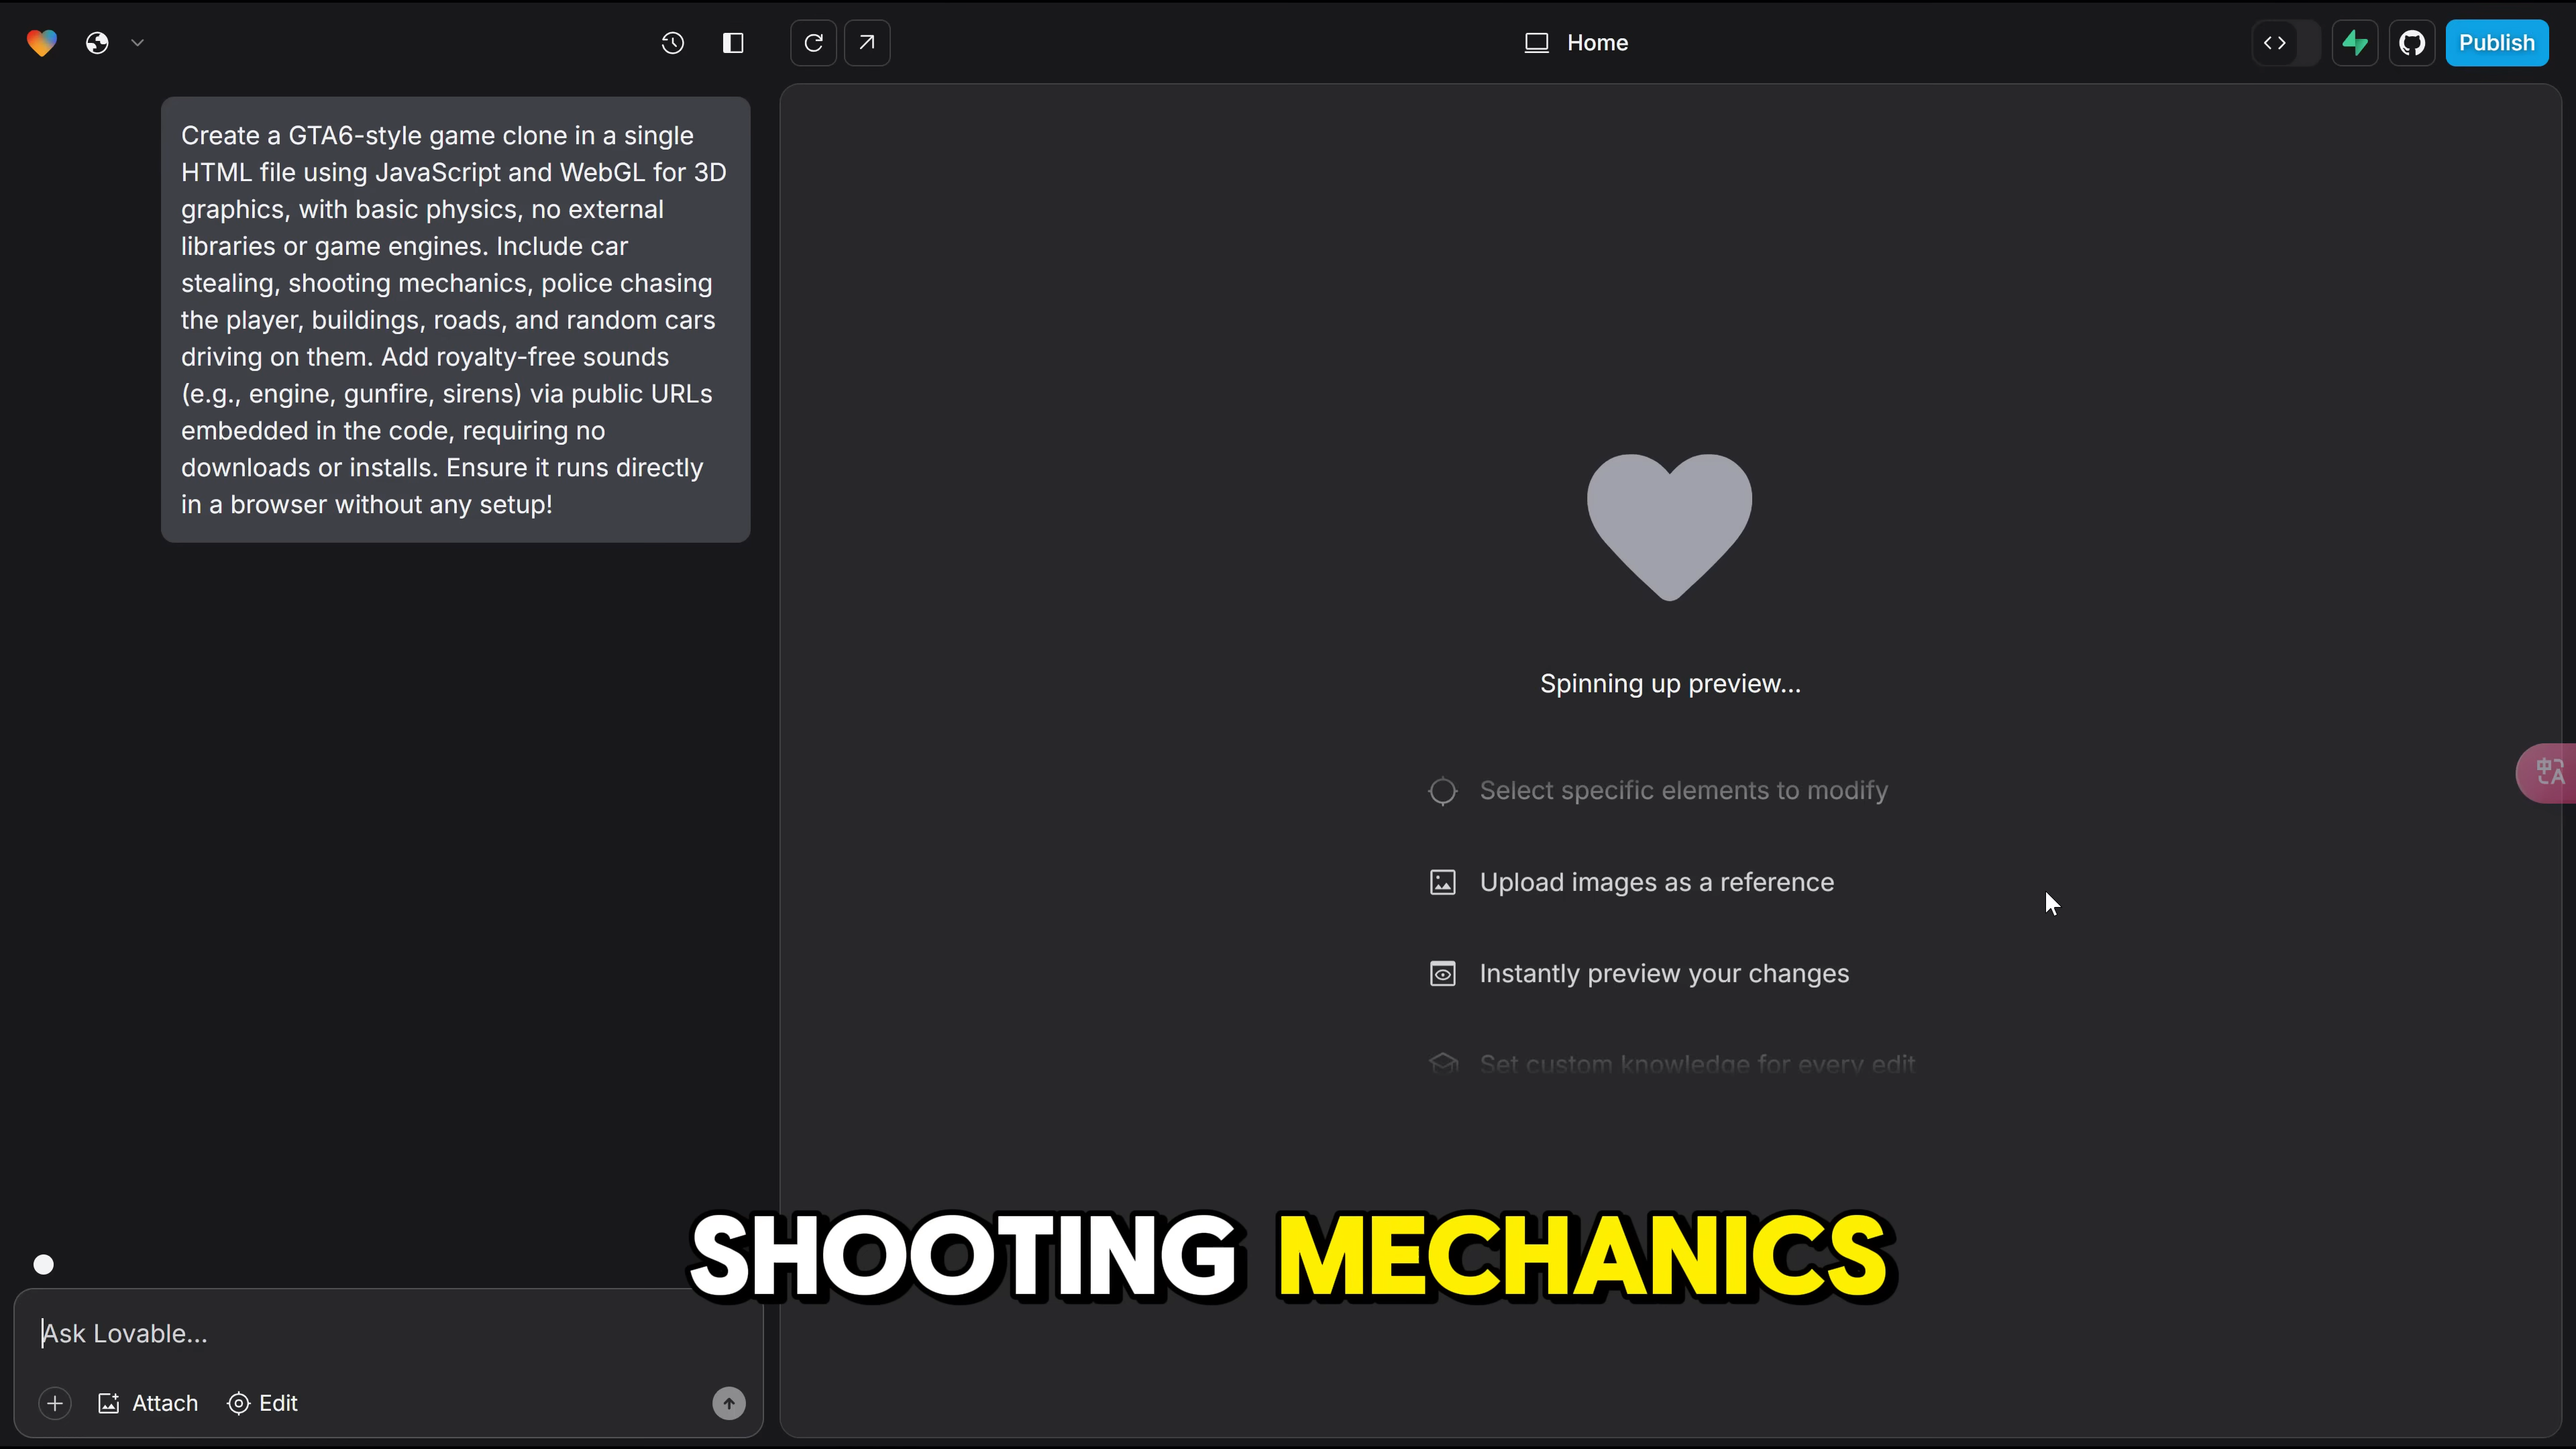 Home
Publish
Create a GTA6-style game clone in a single
HTML file using JavaScript and WebGL for 3D
graphics, with basic physics, no external
libraries or game engines. Include car
stealing, shooting mechanics, police chasing
the player, buildings, roads, and random cars
driving on them. Add royalty-free sounds
(e.g., engine, gunfire, sirens) via public URLs
embedded in the code, requiring no
downloads or installs. Ensure it runs directly
in a browser without any setup!
Spinning up preview...
Select specific elements to modify
Upload images as a reference
Instantly preview your changes
Set custom knowledge for every edit
中A
SHOOTING MECHANICS
Ask Lovable...
Attach
Edit